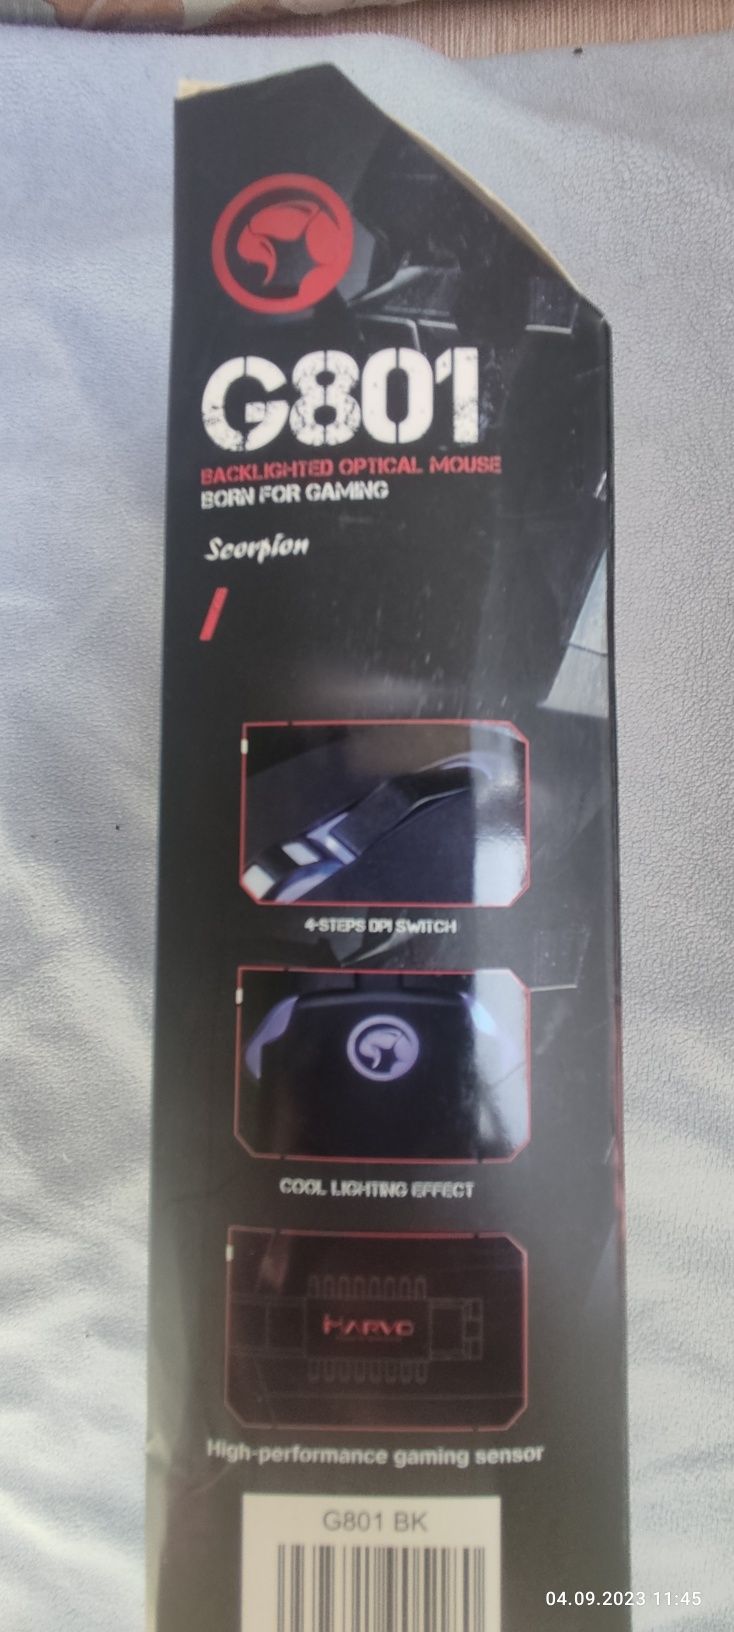 G801
BACKLIGHTED OPTICAL MOUSE
BORN FOR GAMING
Scorpion
4-STEPS DPI SWITCH
COOL LIGHTING EFFECT
MARVO
High-performance gaming sensor
G801 BK
04.09.2023 11:45